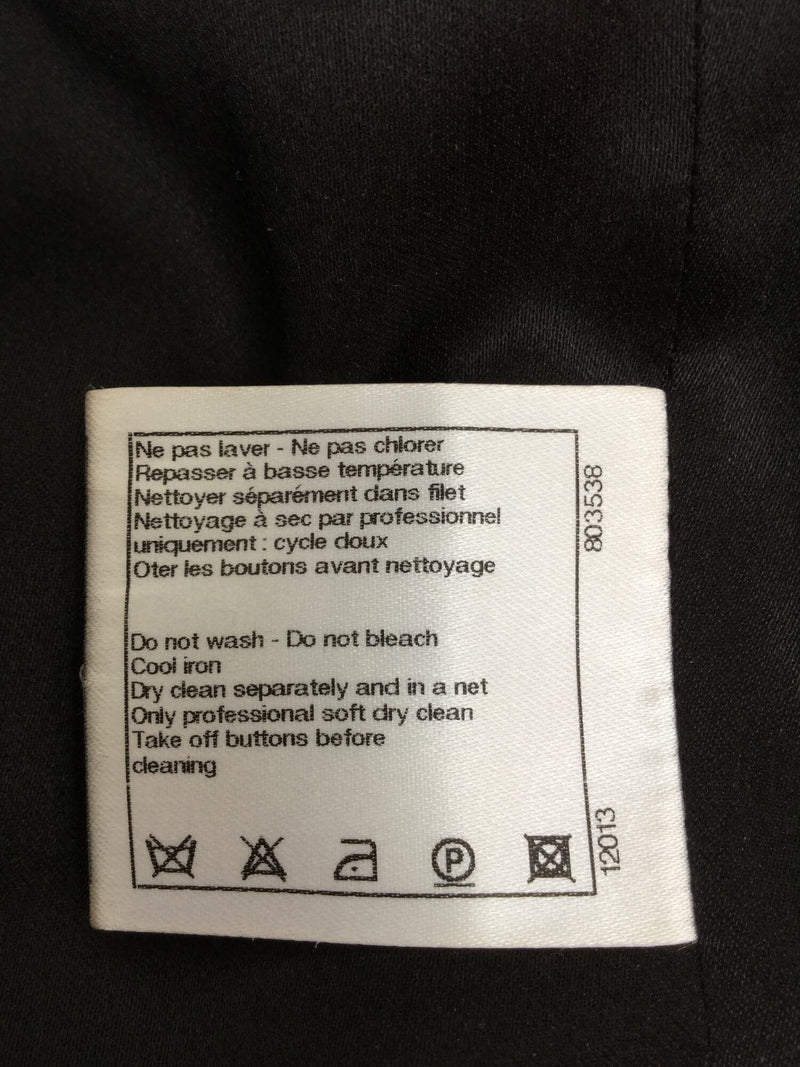 Ne pas laver - Ne pas chlorer
Repasser à basse température
Nettoyer séparément dans filet
Nettoyage à sec par professionnel
uniquement : cycle doux
Oter les boutons avant nettoyage
Do not wash - Do not bleach
Cool iron
Dry clean separately and in a net
Only professional soft dry clean
Take off buttons before
cleaning
P
803538
12013